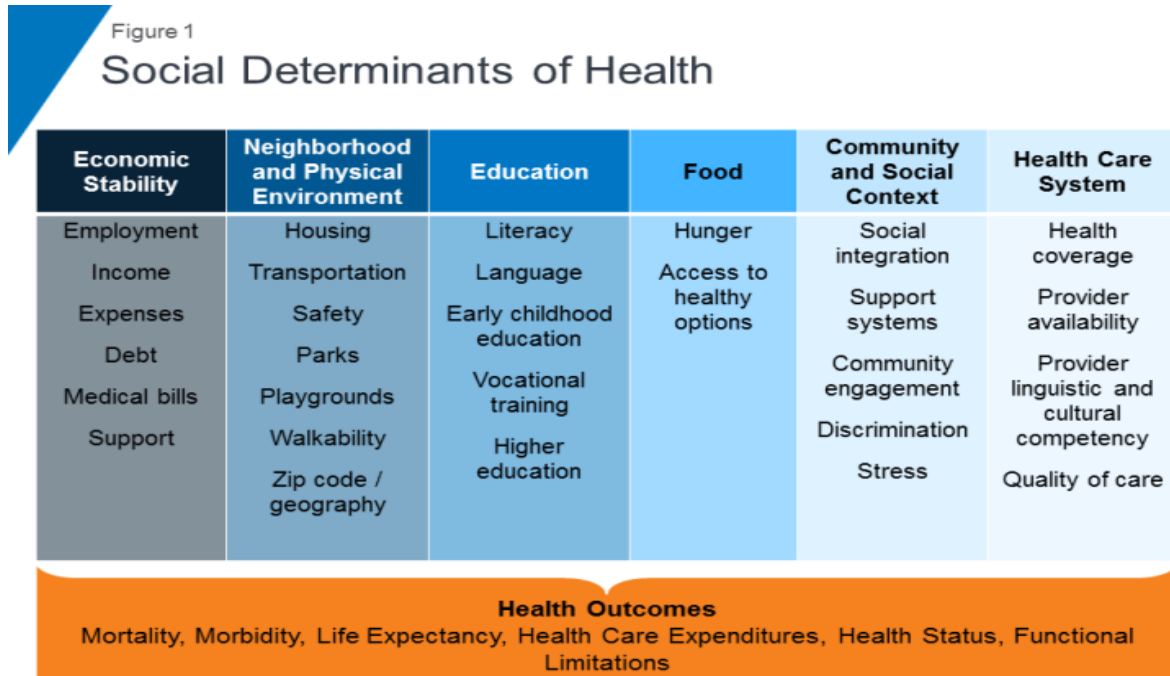 Figure 1
Social Determinants of Health
Economic
Stability
Neighborhood
and Physical
Environment
Education
Food
Community
and Social
Context
Health Care
System
Employment
Income
Expenses
Debt
Medical bills
Support
Housing
Transportation
Safety
Parks
Playgrounds
Walkability
Zip code /
geography
Literacy
Language
Early childhood
education
Vocational
training
Higher
education
Hunger
Access to
healthy
options
Social
integration
Support
systems
Community
engagement
Discrimination
Stress
Health
coverage
Provider
availability
Provider
linguistic and
cultural
competency
Quality of care
Health Outcomes
Mortality, Morbidity, Life Expectancy, Health Care Expenditures, Health Status, Functional
Limitations